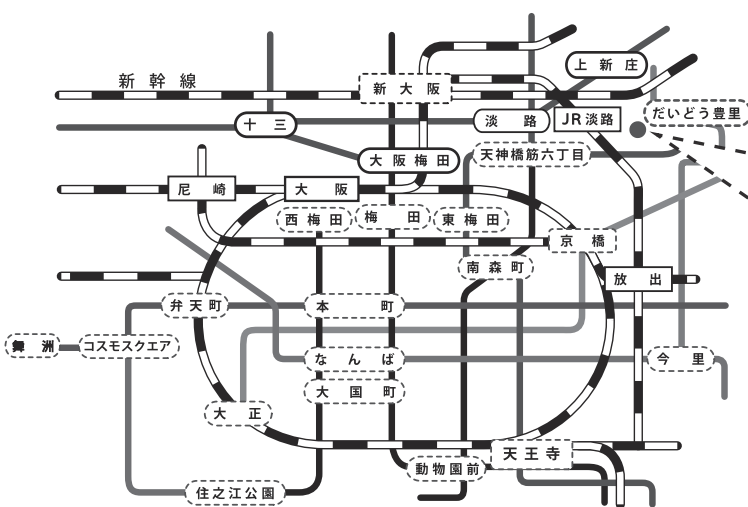 新幹線
上新庄
新大阪
だいどう豊里
十三
淡路
JR淡路
大阪梅田
天神橋筋六丁目
尼崎
大阪
西梅田
梅田
東梅田
京橋
南森町
放出
弁天町
本町
舞洲
コスモスクエア
なんば
今里
大国町
大正
天王寺
動物園前
住之江公園